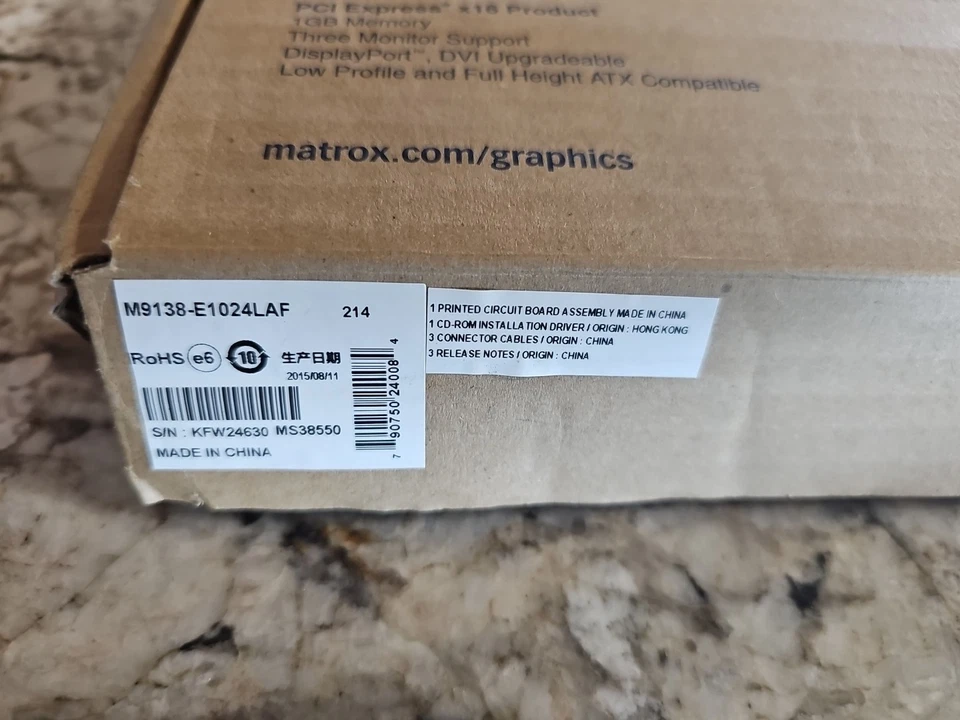 PCI Express® x16 Product
1GB Memory
Three Monitor Support
DisplayPort™, DVI Upgradeable
Low Profile and Full Height ATX Compatible
matrox.com/graphics
M9138-E1024LAF 214
RoHS e6 10 生产日期
2015/08/11
S/N : KFW24630 MS38550
MADE IN CHINA
7 90750 24008 4
1 PRINTED CIRCUIT BOARD ASSEMBLY MADE IN CHINA
1 CD-ROM INSTALLATION DRIVER / ORIGIN : HONG KONG
3 CONNECTOR CABLES / ORIGIN : CHINA
3 RELEASE NOTES / ORIGIN : CHINA